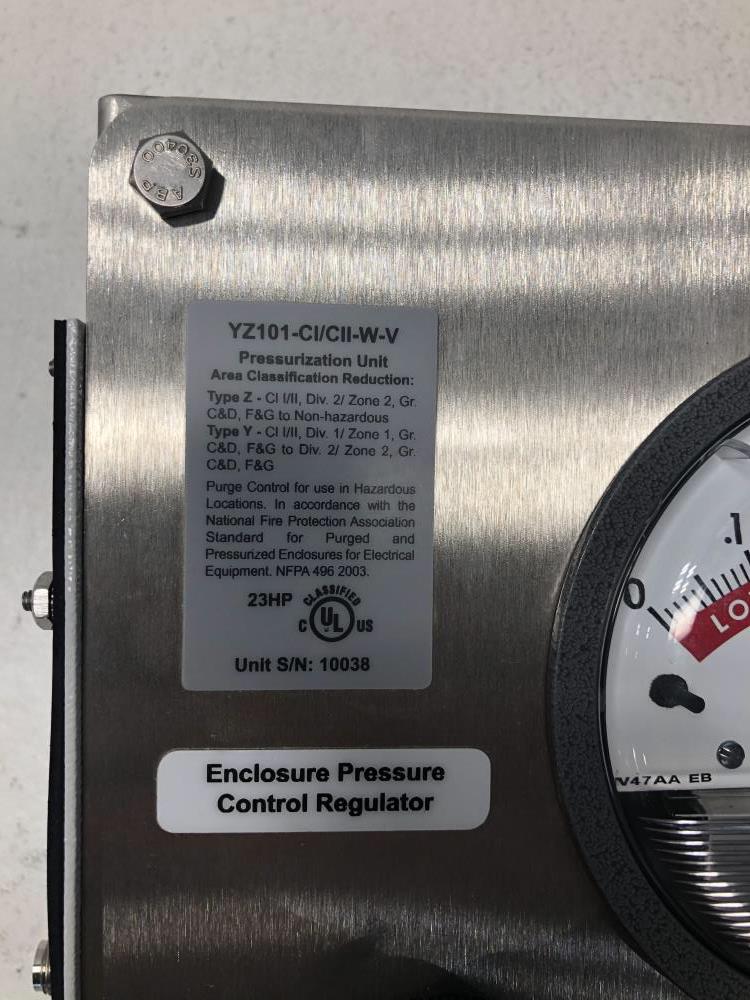 S30400
A.B.P
YZ101-CI/CII-W-V
Pressurization Unit
Area Classification Reduction:
Type Z - CI I/II, Div. 2/ Zone 2, Gr.
C&D, F&G to Non-hazardous
Type Y - CI I/II, Div. 1/ Zone 1, Gr.
C&D, F&G to Div. 2/ Zone 2, Gr.
C&D, F&G
Purge Control for use in Hazardous
Locations. In accordance with the
National Fire Protection Association
Standard for Purged and
Pressurized Enclosures for Electrical
Equipment. NFPA 496 2003.
23HP
CLASSIFIED
C UL US
Unit S/N: 10038
Enclosure Pressure
Control Regulator
0
.1
LO
V47AA EB